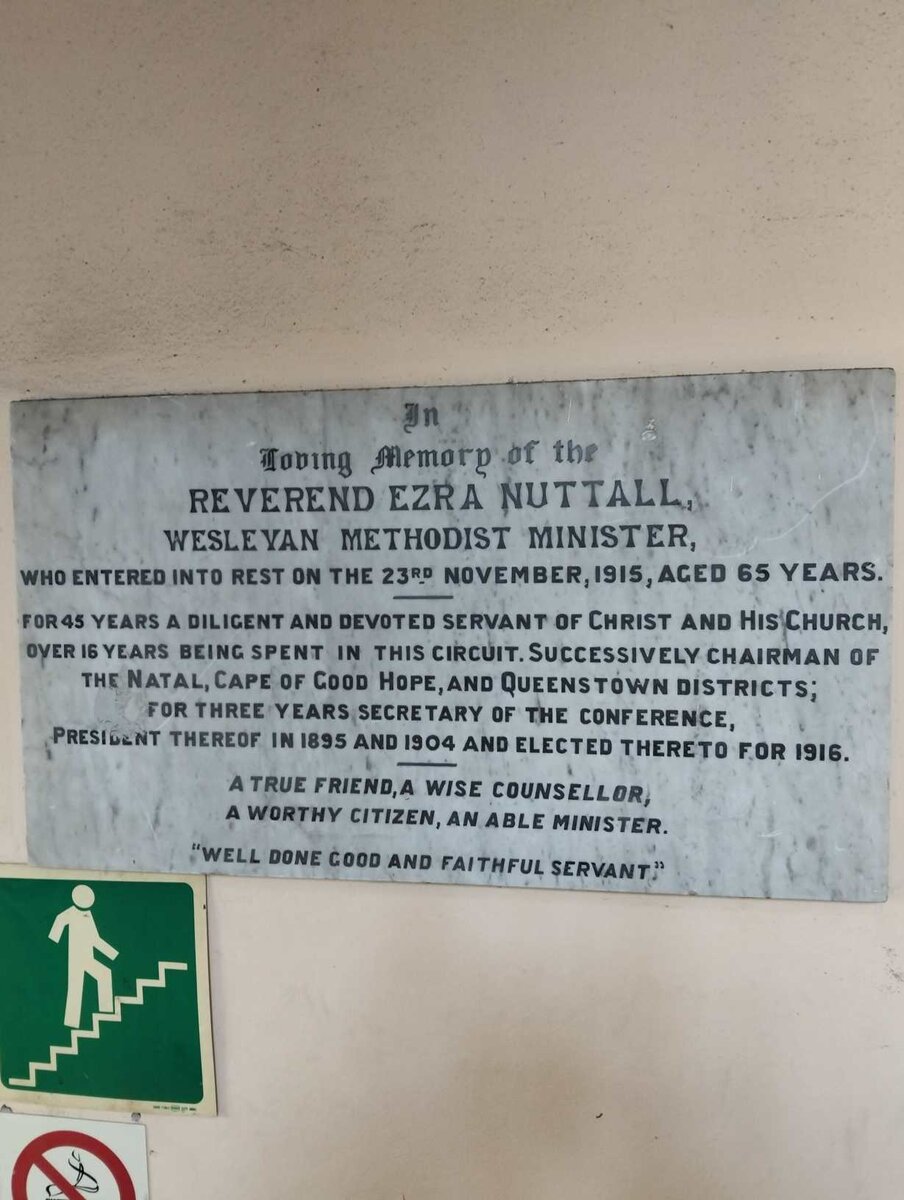 In
Loving Memory of the
REVEREND EZRA NUTTALL,
WESLEYAN METHODIST MINISTER,
WHO ENTERED INTO REST ON THE 23RD NOVEMBER, 1915, AGED 65 YEARS.
FOR 45 YEARS A DILIGENT AND DEVOTED SERVANT OF CHRIST AND HIS CHURCH,
OVER 16 YEARS BEING SPENT IN THIS CIRCUIT. SUCCESSIVELY CHAIRMAN OF
THE NATAL, CAPE OF GOOD HOPE, AND QUEENSTOWN DISTRICTS;
FOR THREE YEARS SECRETARY OF THE CONFERENCE,
PRESIDENT THEREOF IN 1895 AND 1904 AND ELECTED THERETO FOR 1916.
A TRUE FRIEND, A WISE COUNSELLOR,
A WORTHY CITIZEN, AN ABLE MINISTER.
"WELL DONE GOOD AND FAITHFUL SERVANT."